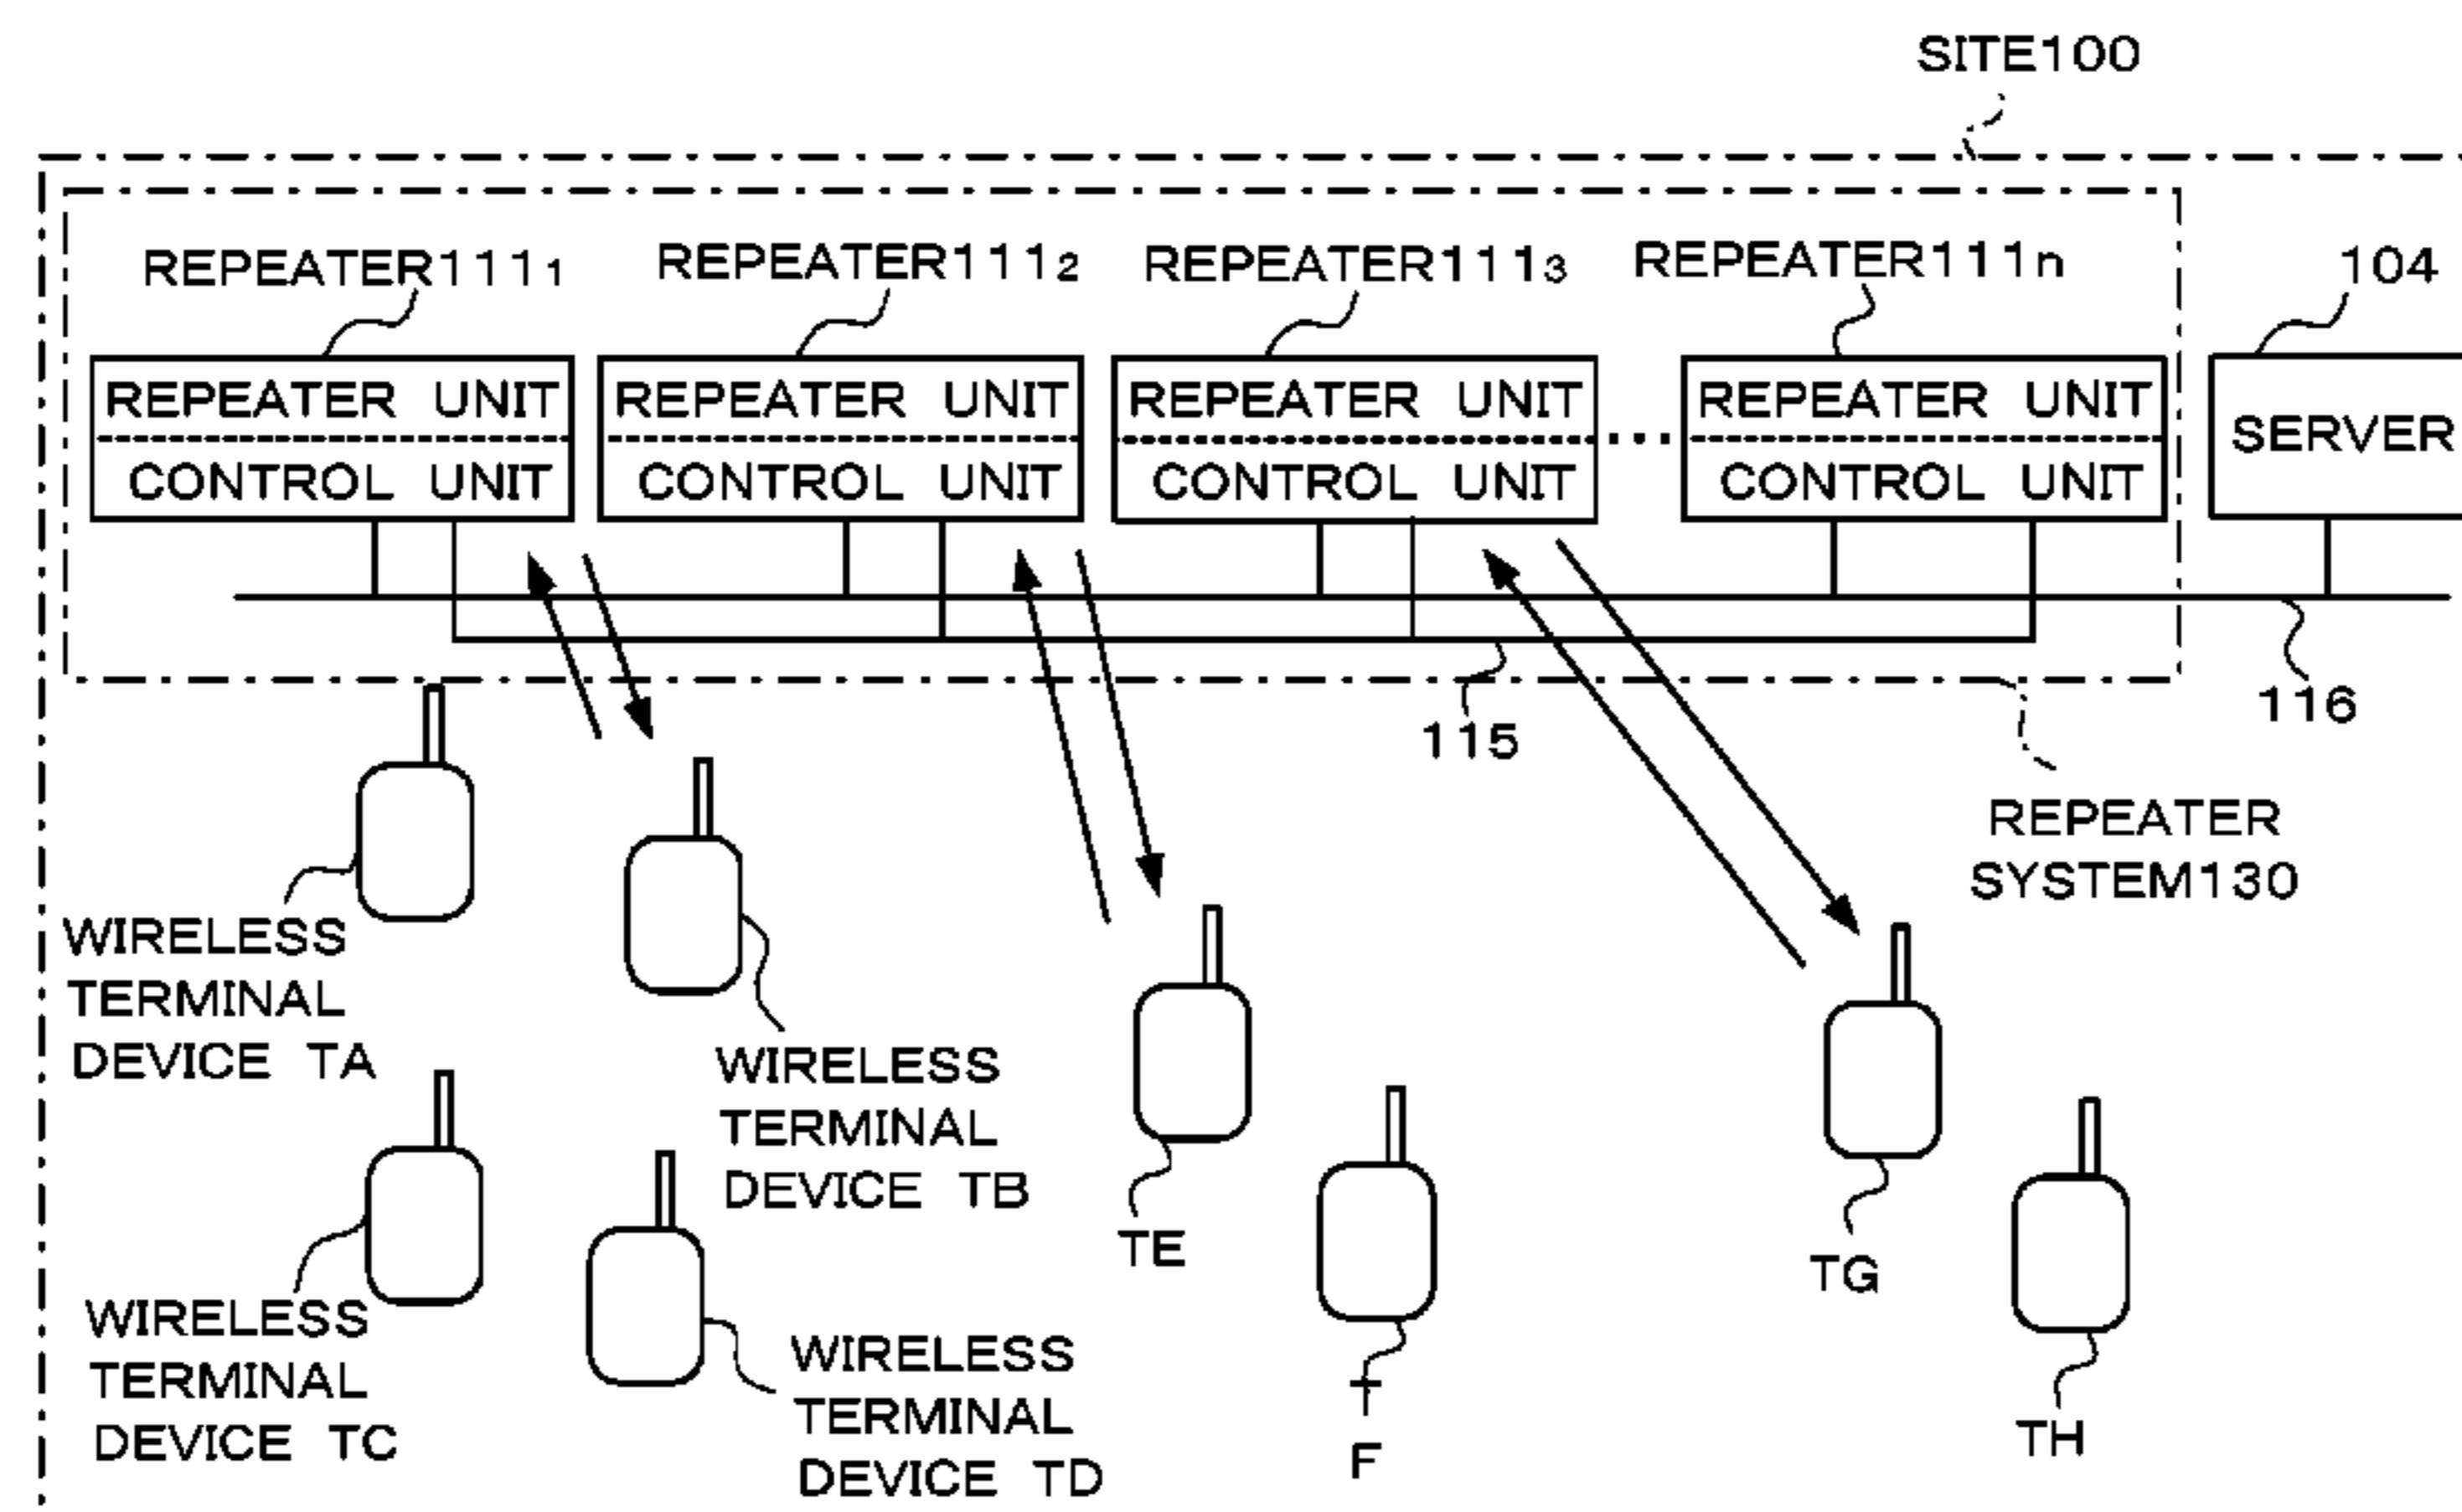 SITE100
REPEATER111₁
REPEATER111₂
REPEATER111₃
REPEATER111n
104
REPEATER UNIT
CONTROL UNIT
REPEATER UNIT
CONTROL UNIT
REPEATER UNIT
CONTROL UNIT
...
REPEATER UNIT
CONTROL UNIT
SERVER
116
115
REPEATER
SYSTEM130
WIRELESS
TERMINAL
DEVICE TA
WIRELESS
TERMINAL
DEVICE TB
TE
TG
WIRELESS
TERMINAL
DEVICE TC
WIRELESS
TERMINAL
DEVICE TD
T
F
TH